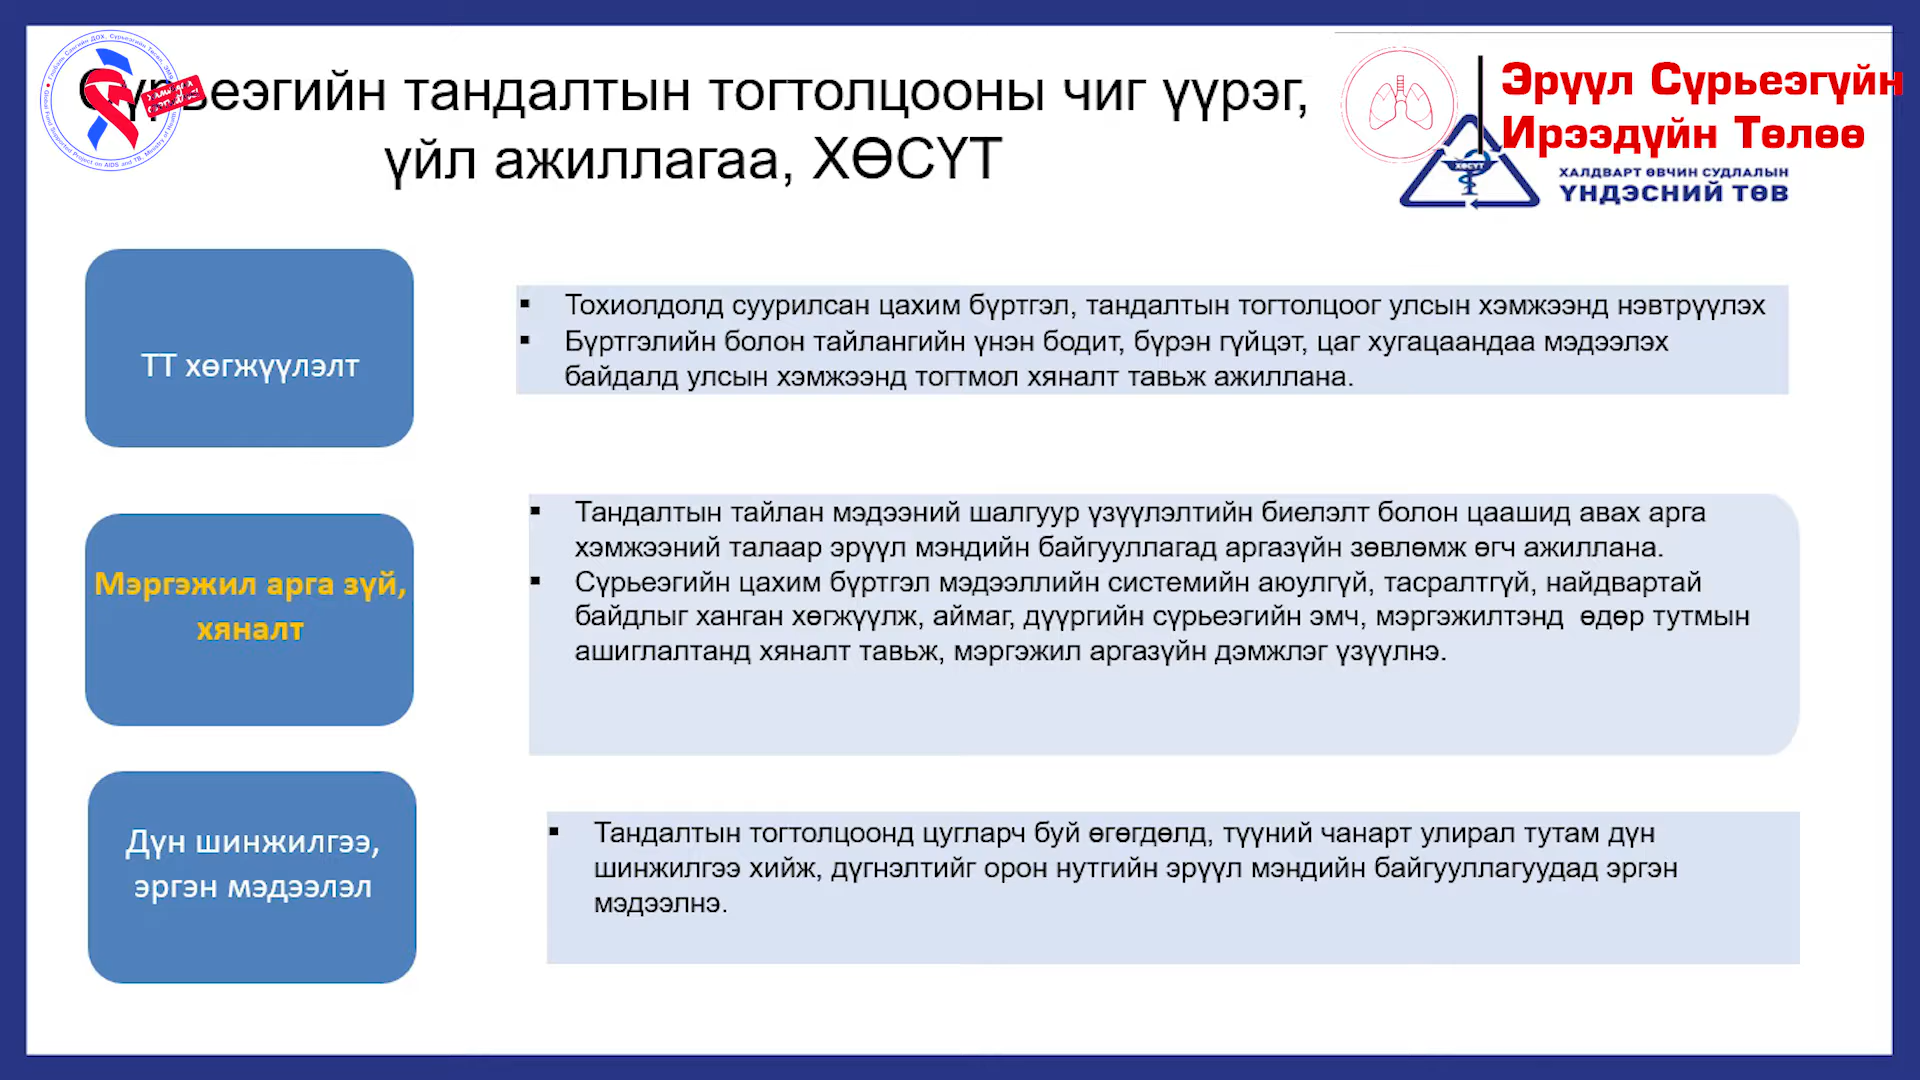 Сүрьеэгийн тандалтын тогтолцооны чиг үүрэг,
үйл ажиллагаа, ХӨСҮТ
Эрүүл Сүрьеэгүйн
Ирээдүйн Төлөө
ХӨСҮТ
ХАЛДВАРТ ӨВЧИН СУДЛАЛЫН
ҮНДЭСНИЙ ТӨВ
ТТ хөгжүүлэлт
▪ Тохиолдолд суурилсан цахим бүртгэл, тандалтын тогтолцоог улсын хэмжээнд нэвтрүүлэх
▪ Бүртгэлийн болон тайлангийн үнэн бодит, бүрэн гүйцэт, цаг хугацаандаа мэдээлэх
байдалд улсын хэмжээнд тогтмол хяналт тавьж ажиллана.
Мэргэжил арга зүй,
хяналт
▪ Тандалтын тайлан мэдээний шалгуур үзүүлэлтийн биелэлт болон цаашид авах арга
хэмжээний талаар эрүүл мэндийн байгууллагад аргазүйн зөвлөмж өгч ажиллана.
▪ Сүрьеэгийн цахим бүртгэл мэдээллийн системийн аюулгүй, тасралтгүй, найдвартай
байдлыг ханган хөгжүүлж, аймаг, дүүргийн сүрьеэгийн эмч, мэргэжилтэнд өдөр тутмын
ашиглалтанд хяналт тавьж, мэргэжил аргазүйн дэмжлэг үзүүлнэ.
Дүн шинжилгээ,
эргэн мэдээлэл
▪ Тандалтын тогтолцоонд цугларч буй өгөгдөлд, түүний чанарт улирал тутам дүн
шинжилгээ хийж, дүгнэлтийг орон нутгийн эрүүл мэндийн байгууллагуудад эргэн
мэдээлнэ.